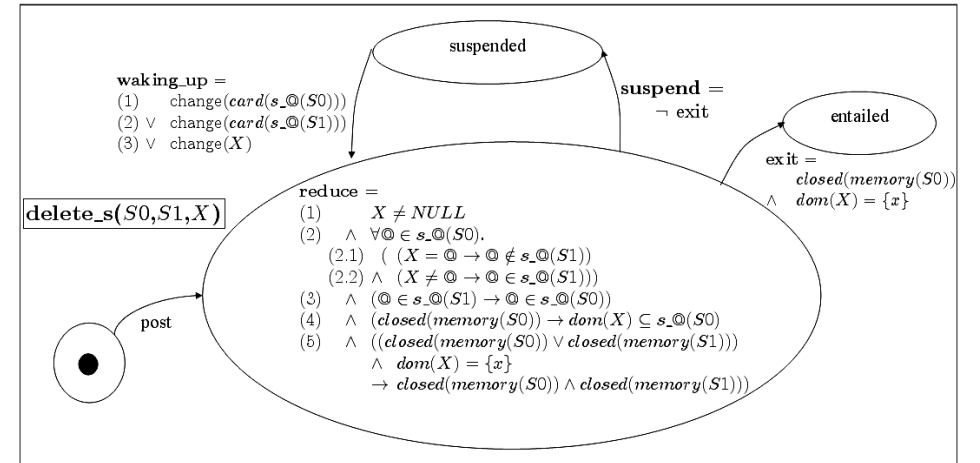 suspended
waking_up =
(1) change(card(s_@(S0)))
(2) ∨ change(card(s_@(S1)))
(3) ∨ change(X)
suspend =
¬ exit
entailed
exit =
closed(memory(S0))
∧ dom(X) = {x}
delete_s(S0,S1,X)
reduce =
(1) X ≠ NULL
(2) ∧ ∀@ ∈ s_@(S0).
(2.1) ( (X = @ → @ ∉ s_@(S1))
(2.2) ∧ (X ≠ @ → @ ∈ s_@(S1)))
(3) ∧ (@ ∈ s_@(S1) → @ ∈ s_@(S0))
(4) ∧ (closed(memory(S0)) → dom(X) ⊆ s_@(S0)
(5) ∧ ((closed(memory(S0)) ∨ closed(memory(S1)))
∧ dom(X) = {x}
→ closed(memory(S0)) ∧ closed(memory(S1)))
post